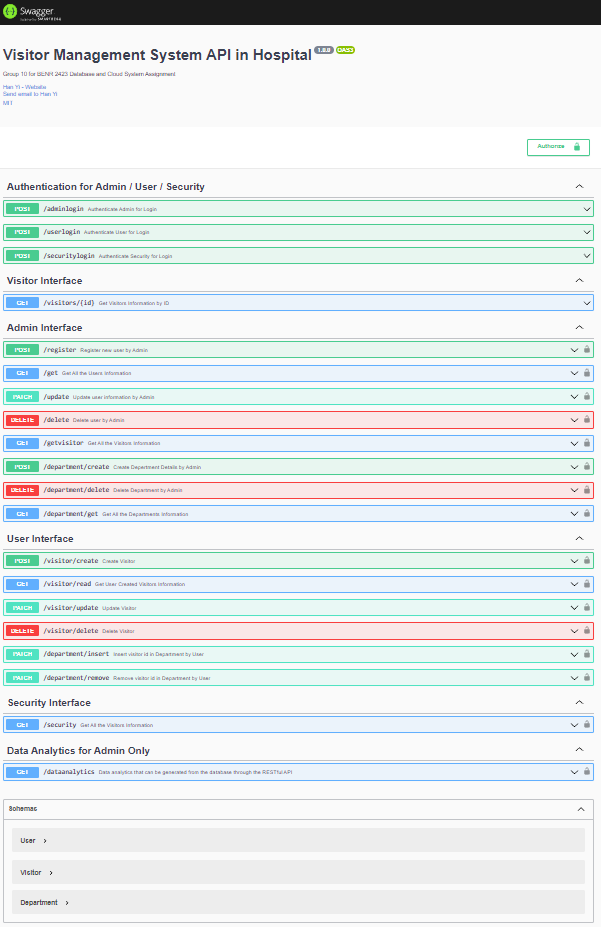 Swagger
Supported by SMARTBEAR
Visitor Management System API in Hospital 1.0.0 OAS3
Group 10 for BENR 2423 Database and Cloud System Assignment
Han Yi - Website
Send email to Han Yi
MIT
Authorize
Authentication for Admin / User / Security
POST /adminlogin Authenticate Admin for Login
POST /userlogin Authenticate User for Login
POST /securitylogin Authenticate Security for Login
Visitor Interface
GET /visitors/{id} Get Visitors Information by ID
Admin Interface
POST /register Register new user by Admin
GET /get Get All the Users Information
PATCH /update Update user information by Admin
DELETE /delete Delete user by Admin
GET /getvisitor Get All the Visitors Information
POST /department/create Create Department Details by Admin
DELETE /department/delete Delete Department by Admin
GET /department/get Get All the Departments Information
User Interface
POST /visitor/create Create Visitor
GET /visitor/read Get User Created Visitors Information
PATCH /visitor/update Update Visitor
DELETE /visitor/delete Delete Visitor
PATCH /department/insert Insert visitor id in Department by User
PATCH /department/remove Remove visitor id in Department by User
Security Interface
GET /security Get All the Visitors Information
Data Analytics for Admin Only
GET /dataanalytics Data analytics that can be generated from the database through the RESTful API
Schemas
User
Visitor
Department